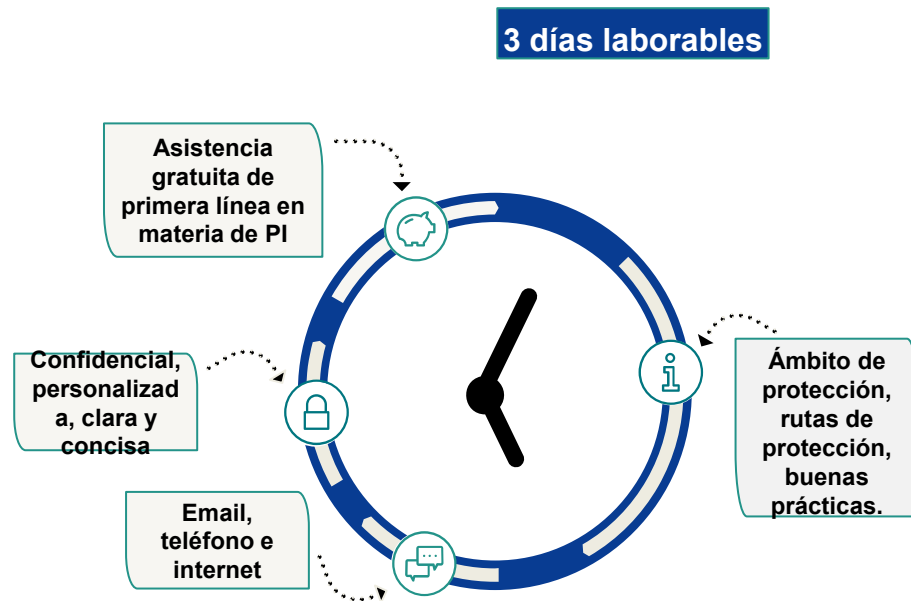 3 días laborables
Asistencia
gratuita de
primera línea en
materia de PI
Confidencial,
personalizad
a, clara y
concisa
Email,
teléfono e
internet
Ámbito de
protección,
rutas de
protección,
buenas
prácticas.